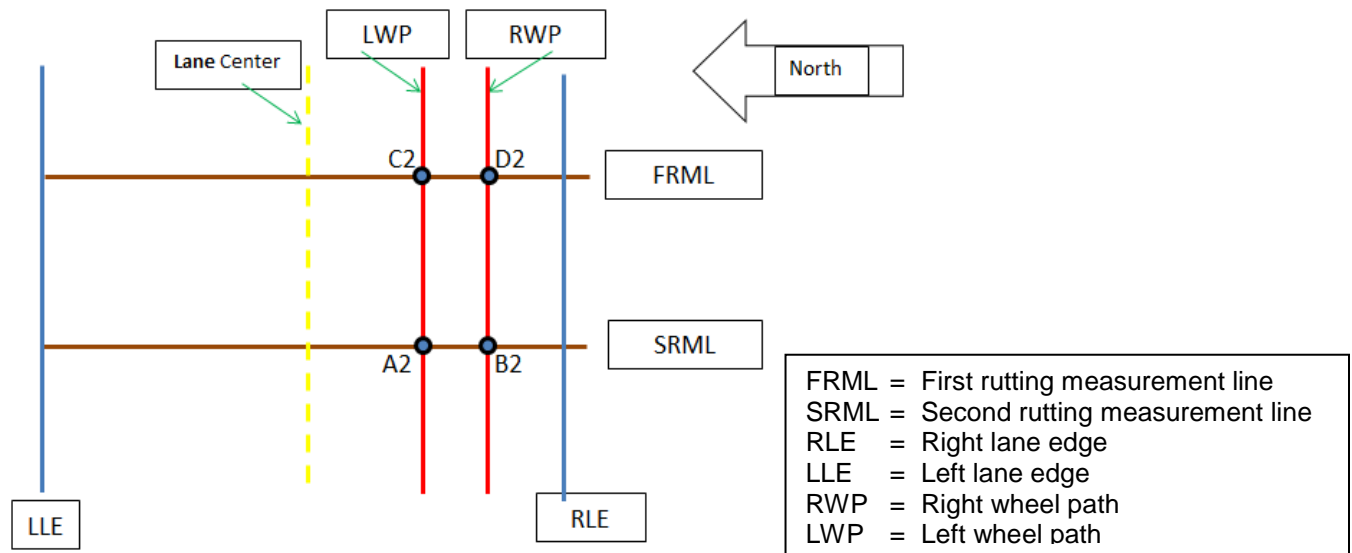 LWP
RWP
Lane Center
North
C2
D2
FRML
A2
B2
SRML
LLE
RLE
FRML = First rutting measurement line
SRML = Second rutting measurement line
RLE = Right lane edge
LLE = Left lane edge
RWP = Right wheel path
LWP = Left wheel path